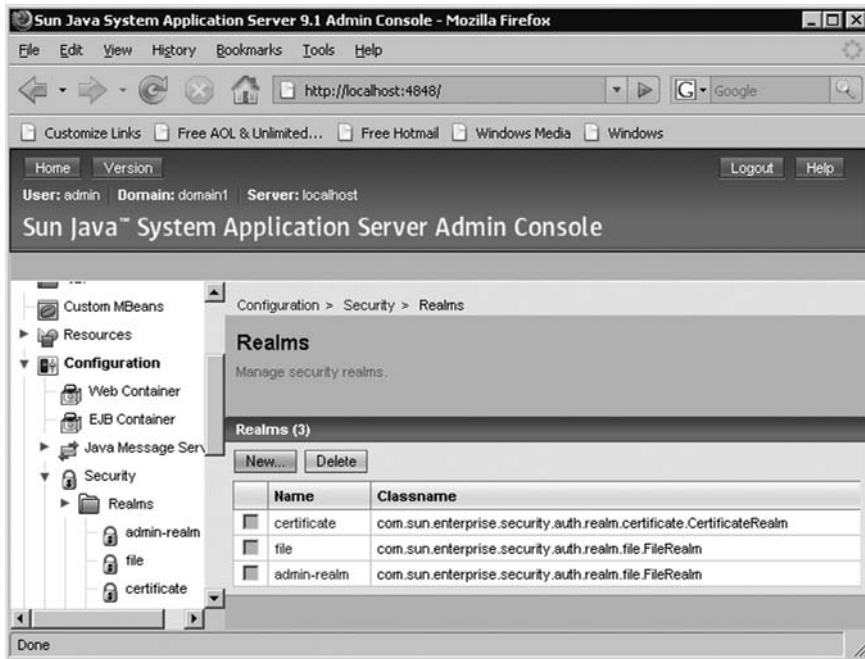 Sun Java System Application Server 9.1 Admin Console - Mozilla Firefox
File Edit View History Bookmarks Tools Help
http://localhost:4848/
G Google
Customize Links Free AOL & Unlimited... Free Hotmail Windows Media Windows
Home Version Logout Help
User: admin Domain: domain1 Server: localhost
Sun Java™ System Application Server Admin Console
Custom MBeans
Resources
Configuration
Web Container
EJB Container
Java Message Serv
Security
Realms
admin-realm
file
certificate
Configuration > Security > Realms
Realms
Manage security realms.
Realms (3)
New... Delete
Name Classname
certificate com.sun.enterprise.security.auth.realm.certificate.CertificateRealm
file com.sun.enterprise.security.auth.realm.file.FileRealm
admin-realm com.sun.enterprise.security.auth.realm.file.FileRealm
Done